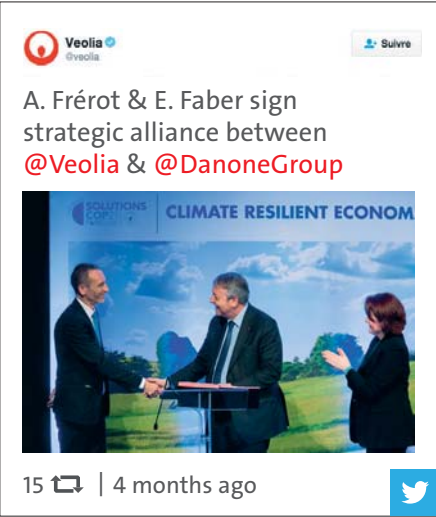 Veolia
@veolia
Suivre
A. Frérot & E. Faber sign
strategic alliance between
@Veolia & @DanoneGroup
SOLUTIONS
CLIMATE RESILIENT ECONOM
15 | 4 months ago